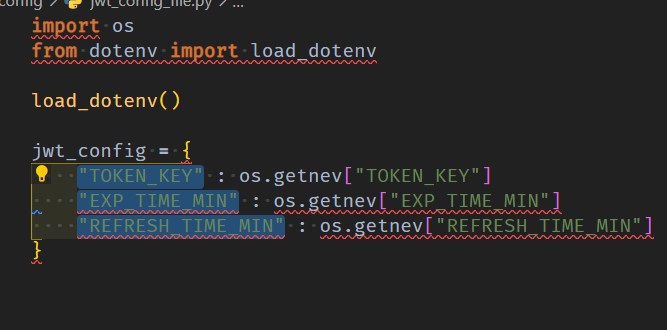 config > jwt_config_file.py > ...
import os
from dotenv import load_dotenv
load_dotenv()
jwt_config = {
"TOKEN_KEY" : os.getnev["TOKEN_KEY"]
"EXP_TIME_MIN" : os.getnev["EXP_TIME_MIN"]
"REFRESH_TIME_MIN" : os.getnev["REFRESH_TIME_MIN"]
}